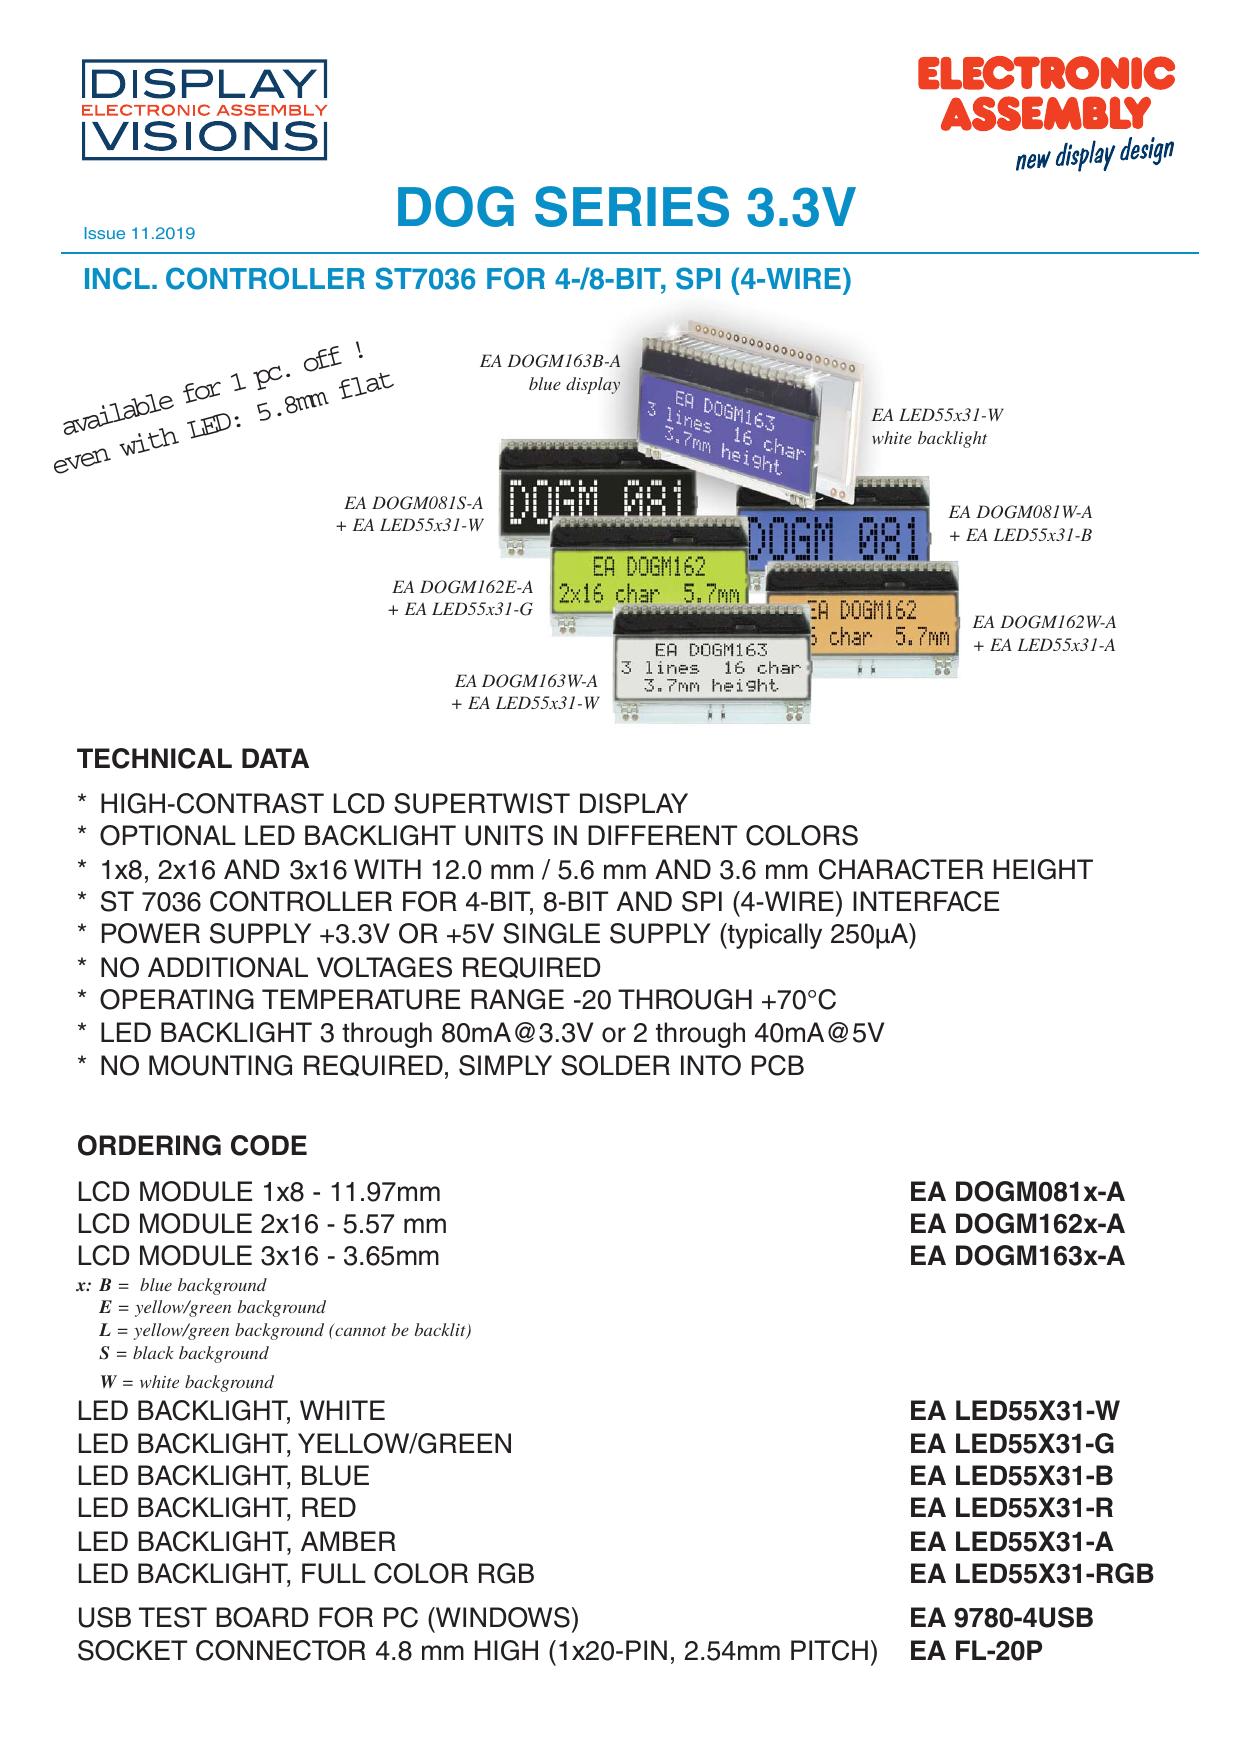 DISPLAY
ELECTRONIC ASSEMBLY
VISIONS
ELECTRONIC
ASSEMBLY
new display design
DOG SERIES 3.3V
Issue 11.2019
INCL. CONTROLLER ST7036 FOR 4-/8-BIT, SPI (4-WIRE)
available for 1 pc. off !
even with LED: 5.8mm flat
EA DOGM163B-A
blue display
EA DOGM163
3 lines 16 char
3.7mm height
EA LED55x31-W
white backlight
EA DOGM081S-A
+ EA LED55x31-W
DOGM 081
DOGM 081
EA DOGM081W-A
+ EA LED55x31-B
EA DOGM162E-A
+ EA LED55x31-G
EA DOGM162
2x16 char 5.7mm
EA DOGM162
6 char 5.7mm
EA DOGM162W-A
+ EA LED55x31-A
EA DOGM163W-A
+ EA LED55x31-W
EA DOGM163
3 lines 16 char
3.7mm height
TECHNICAL DATA
* HIGH-CONTRAST LCD SUPERTWIST DISPLAY
* OPTIONAL LED BACKLIGHT UNITS IN DIFFERENT COLORS
* 1x8, 2x16 AND 3x16 WITH 12.0 mm / 5.6 mm AND 3.6 mm CHARACTER HEIGHT
* ST 7036 CONTROLLER FOR 4-BIT, 8-BIT AND SPI (4-WIRE) INTERFACE
* POWER SUPPLY +3.3V OR +5V SINGLE SUPPLY (typically 250µA)
* NO ADDITIONAL VOLTAGES REQUIRED
* OPERATING TEMPERATURE RANGE -20 THROUGH +70°C
* LED BACKLIGHT 3 through 80mA@3.3V or 2 through 40mA@5V
* NO MOUNTING REQUIRED, SIMPLY SOLDER INTO PCB
ORDERING CODE
LCD MODULE 1x8 - 11.97mm EA DOGM081x-A
LCD MODULE 2x16 - 5.57 mm EA DOGM162x-A
LCD MODULE 3x16 - 3.65mm EA DOGM163x-A
x: B = blue background
E = yellow/green background
L = yellow/green background (cannot be backlit)
S = black background
W = white background
LED BACKLIGHT, WHITE EA LED55X31-W
LED BACKLIGHT, YELLOW/GREEN EA LED55X31-G
LED BACKLIGHT, BLUE EA LED55X31-B
LED BACKLIGHT, RED EA LED55X31-R
LED BACKLIGHT, AMBER EA LED55X31-A
LED BACKLIGHT, FULL COLOR RGB EA LED55X31-RGB
USB TEST BOARD FOR PC (WINDOWS) EA 9780-4USB
SOCKET CONNECTOR 4.8 mm HIGH (1x20-PIN, 2.54mm PITCH) EA FL-20P